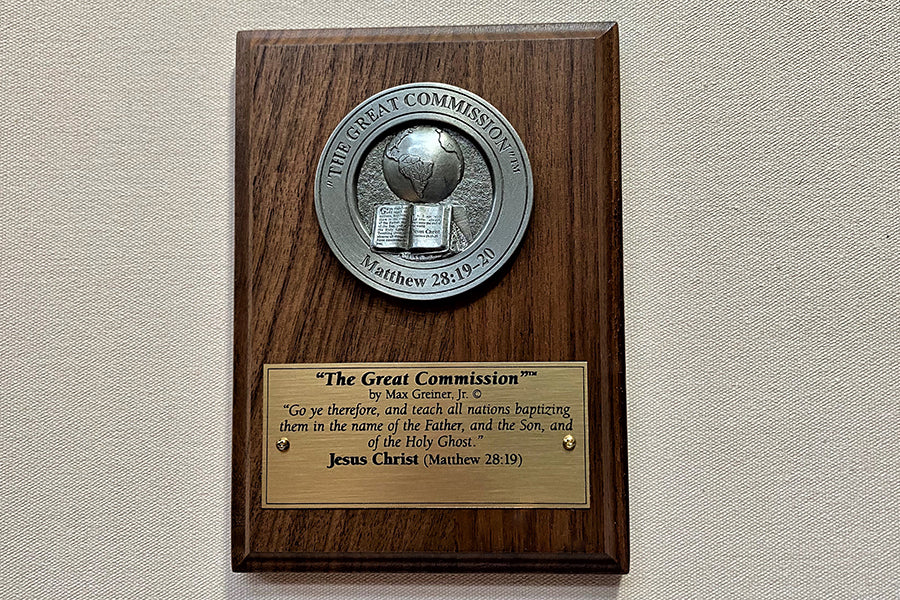 "THE GREAT COMMISSION"™
Matthew 28:19-20
"The Great Commission"™
by Max Greiner, Jr. ©
"Go ye therefore, and teach all nations baptizing
them in the name of the Father, and the Son, and
of the Holy Ghost."
Jesus Christ (Matthew 28:19)